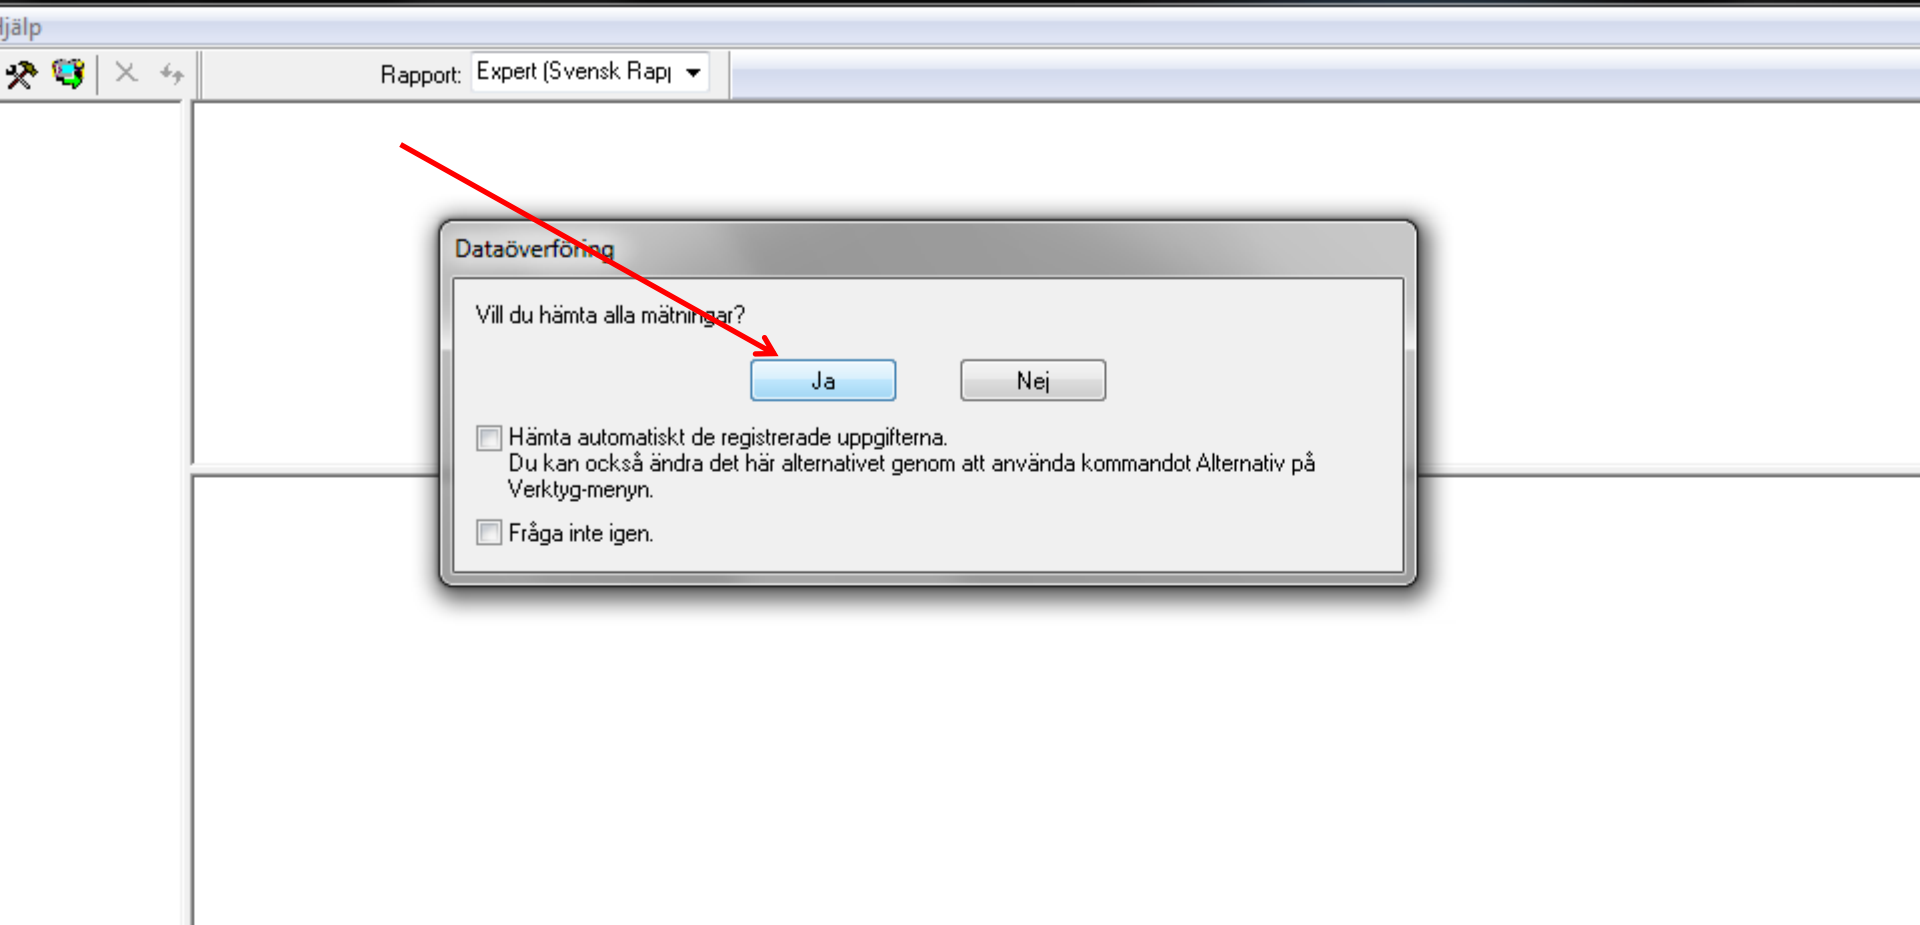 Hjälp
Rapport: Expert (Svensk Rap
Dataöverföring
Vill du hämta alla mätningar?
Ja Nej
Hämta automatiskt de registrerade uppgifterna.
Du kan också ändra det här alternativet genom att använda kommandot Alternativ på
Verktyg-menyn.
Fråga inte igen.